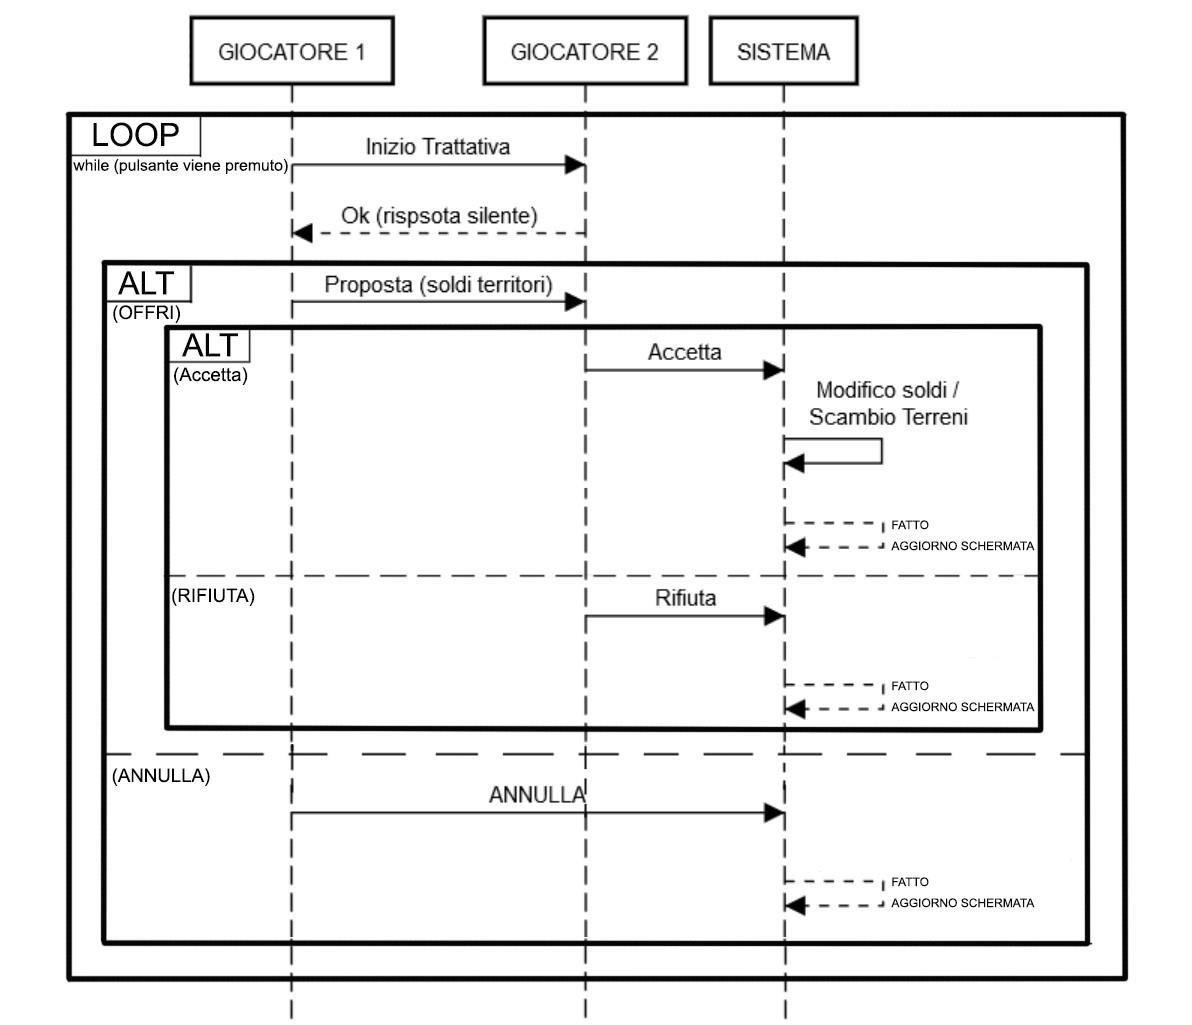 GIOCATORE 1
GIOCATORE 2
SISTEMA
LOOP
while (pulsante viene premuto)
Inizio Trattativa
Ok (rispsota silente)
ALT
(OFFRI)
Proposta (soldi territori)
ALT
(Accetta)
Accetta
Modifico soldi /
Scambio Terreni
FATTO
AGGIORNO SCHERMATA
(RIFIUTA)
Rifiuta
FATTO
AGGIORNO SCHERMATA
(ANNULLA)
ANNULLA
FATTO
AGGIORNO SCHERMATA